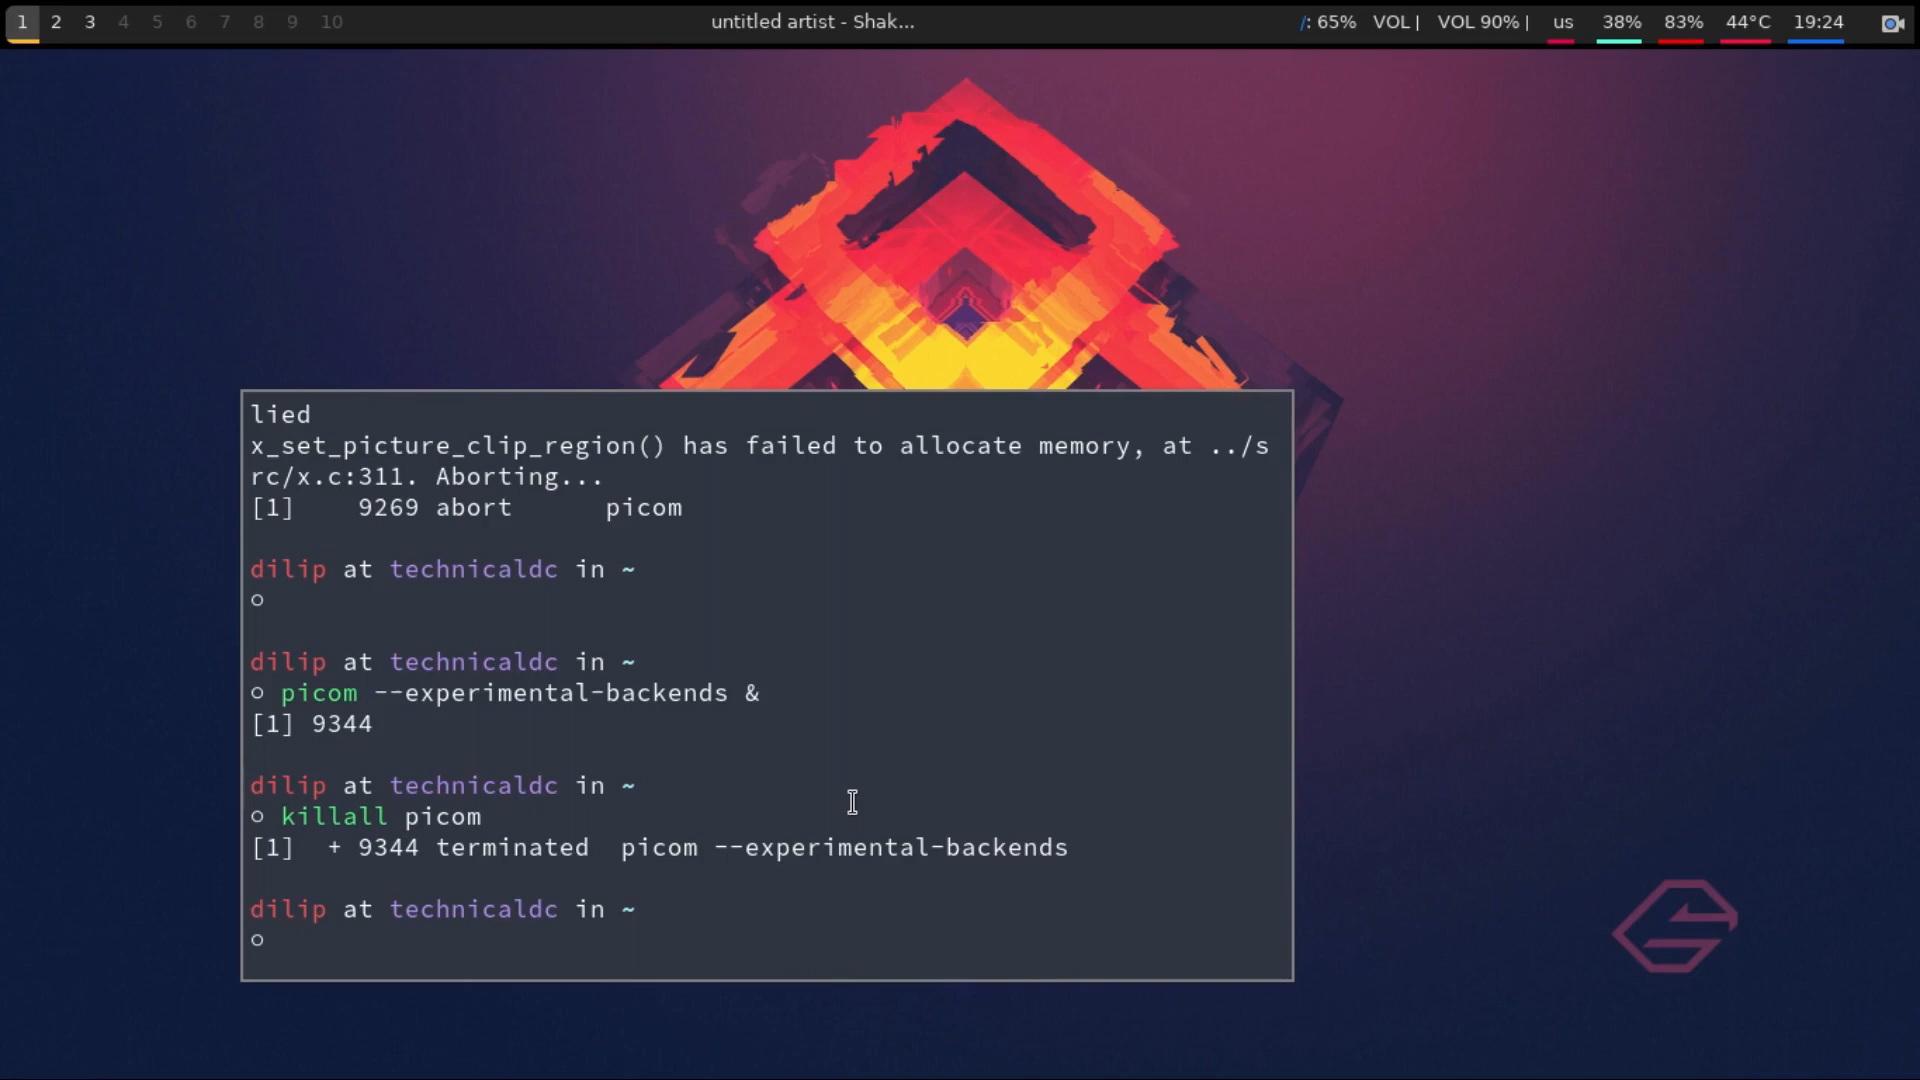 1 2 3 4 5 6 7 8 9 10 untitled artist - Shak... /: 65% VOL | VOL 90% | us 38% 83% 44°C 19:24
lied
x_set_picture_clip_region() has failed to allocate memory, at ../s
rc/x.c:311. Aborting...
[1]    9269 abort      picom
dilip at technicaldc in ~
○
dilip at technicaldc in ~
○ picom --experimental-backends &
[1] 9344
dilip at technicaldc in ~
○ killall picom
[1]  + 9344 terminated  picom --experimental-backends
dilip at technicaldc in ~
○